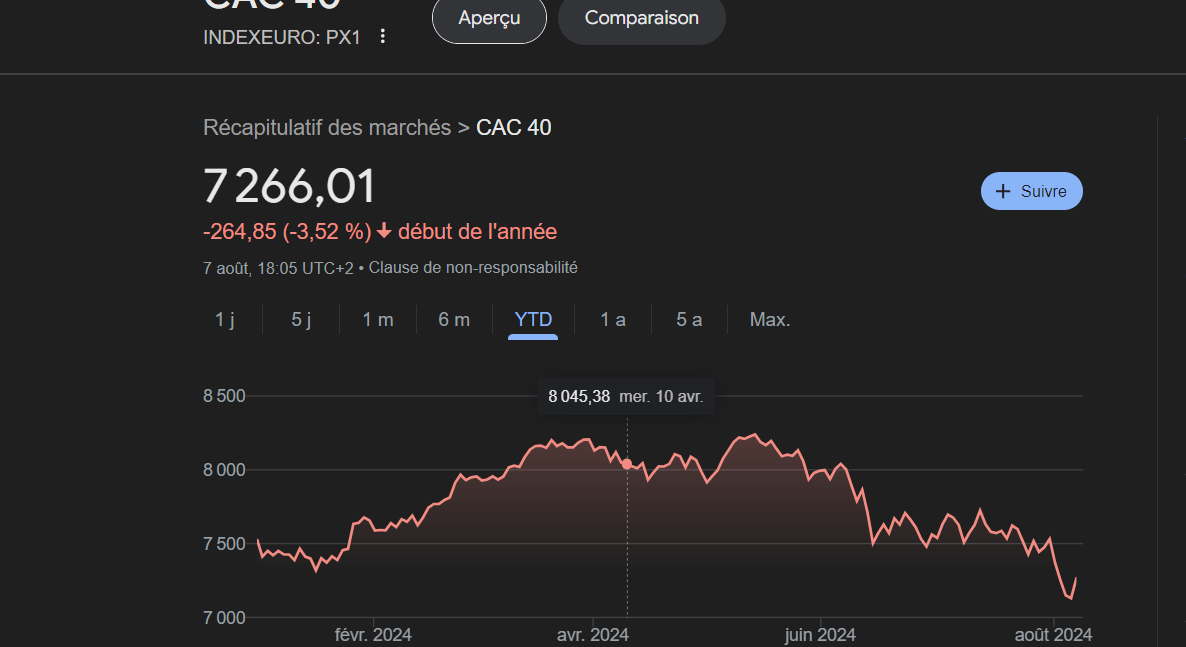 CAC 40
INDEXEURO: PX1
Aperçu
Comparaison
Récapitulatif des marchés > CAC 40
7 266,01
-264,85 (-3,52 %) ↓ début de l'année
7 août, 18:05 UTC+2 • Clause de non-responsabilité
+ Suivre
1 j
5 j
1 m
6 m
YTD
1 a
5 a
Max.
8 045,38 mer. 10 avr.
8 500
8 000
7 500
7 000
févr. 2024
avr. 2024
juin 2024
août 2024